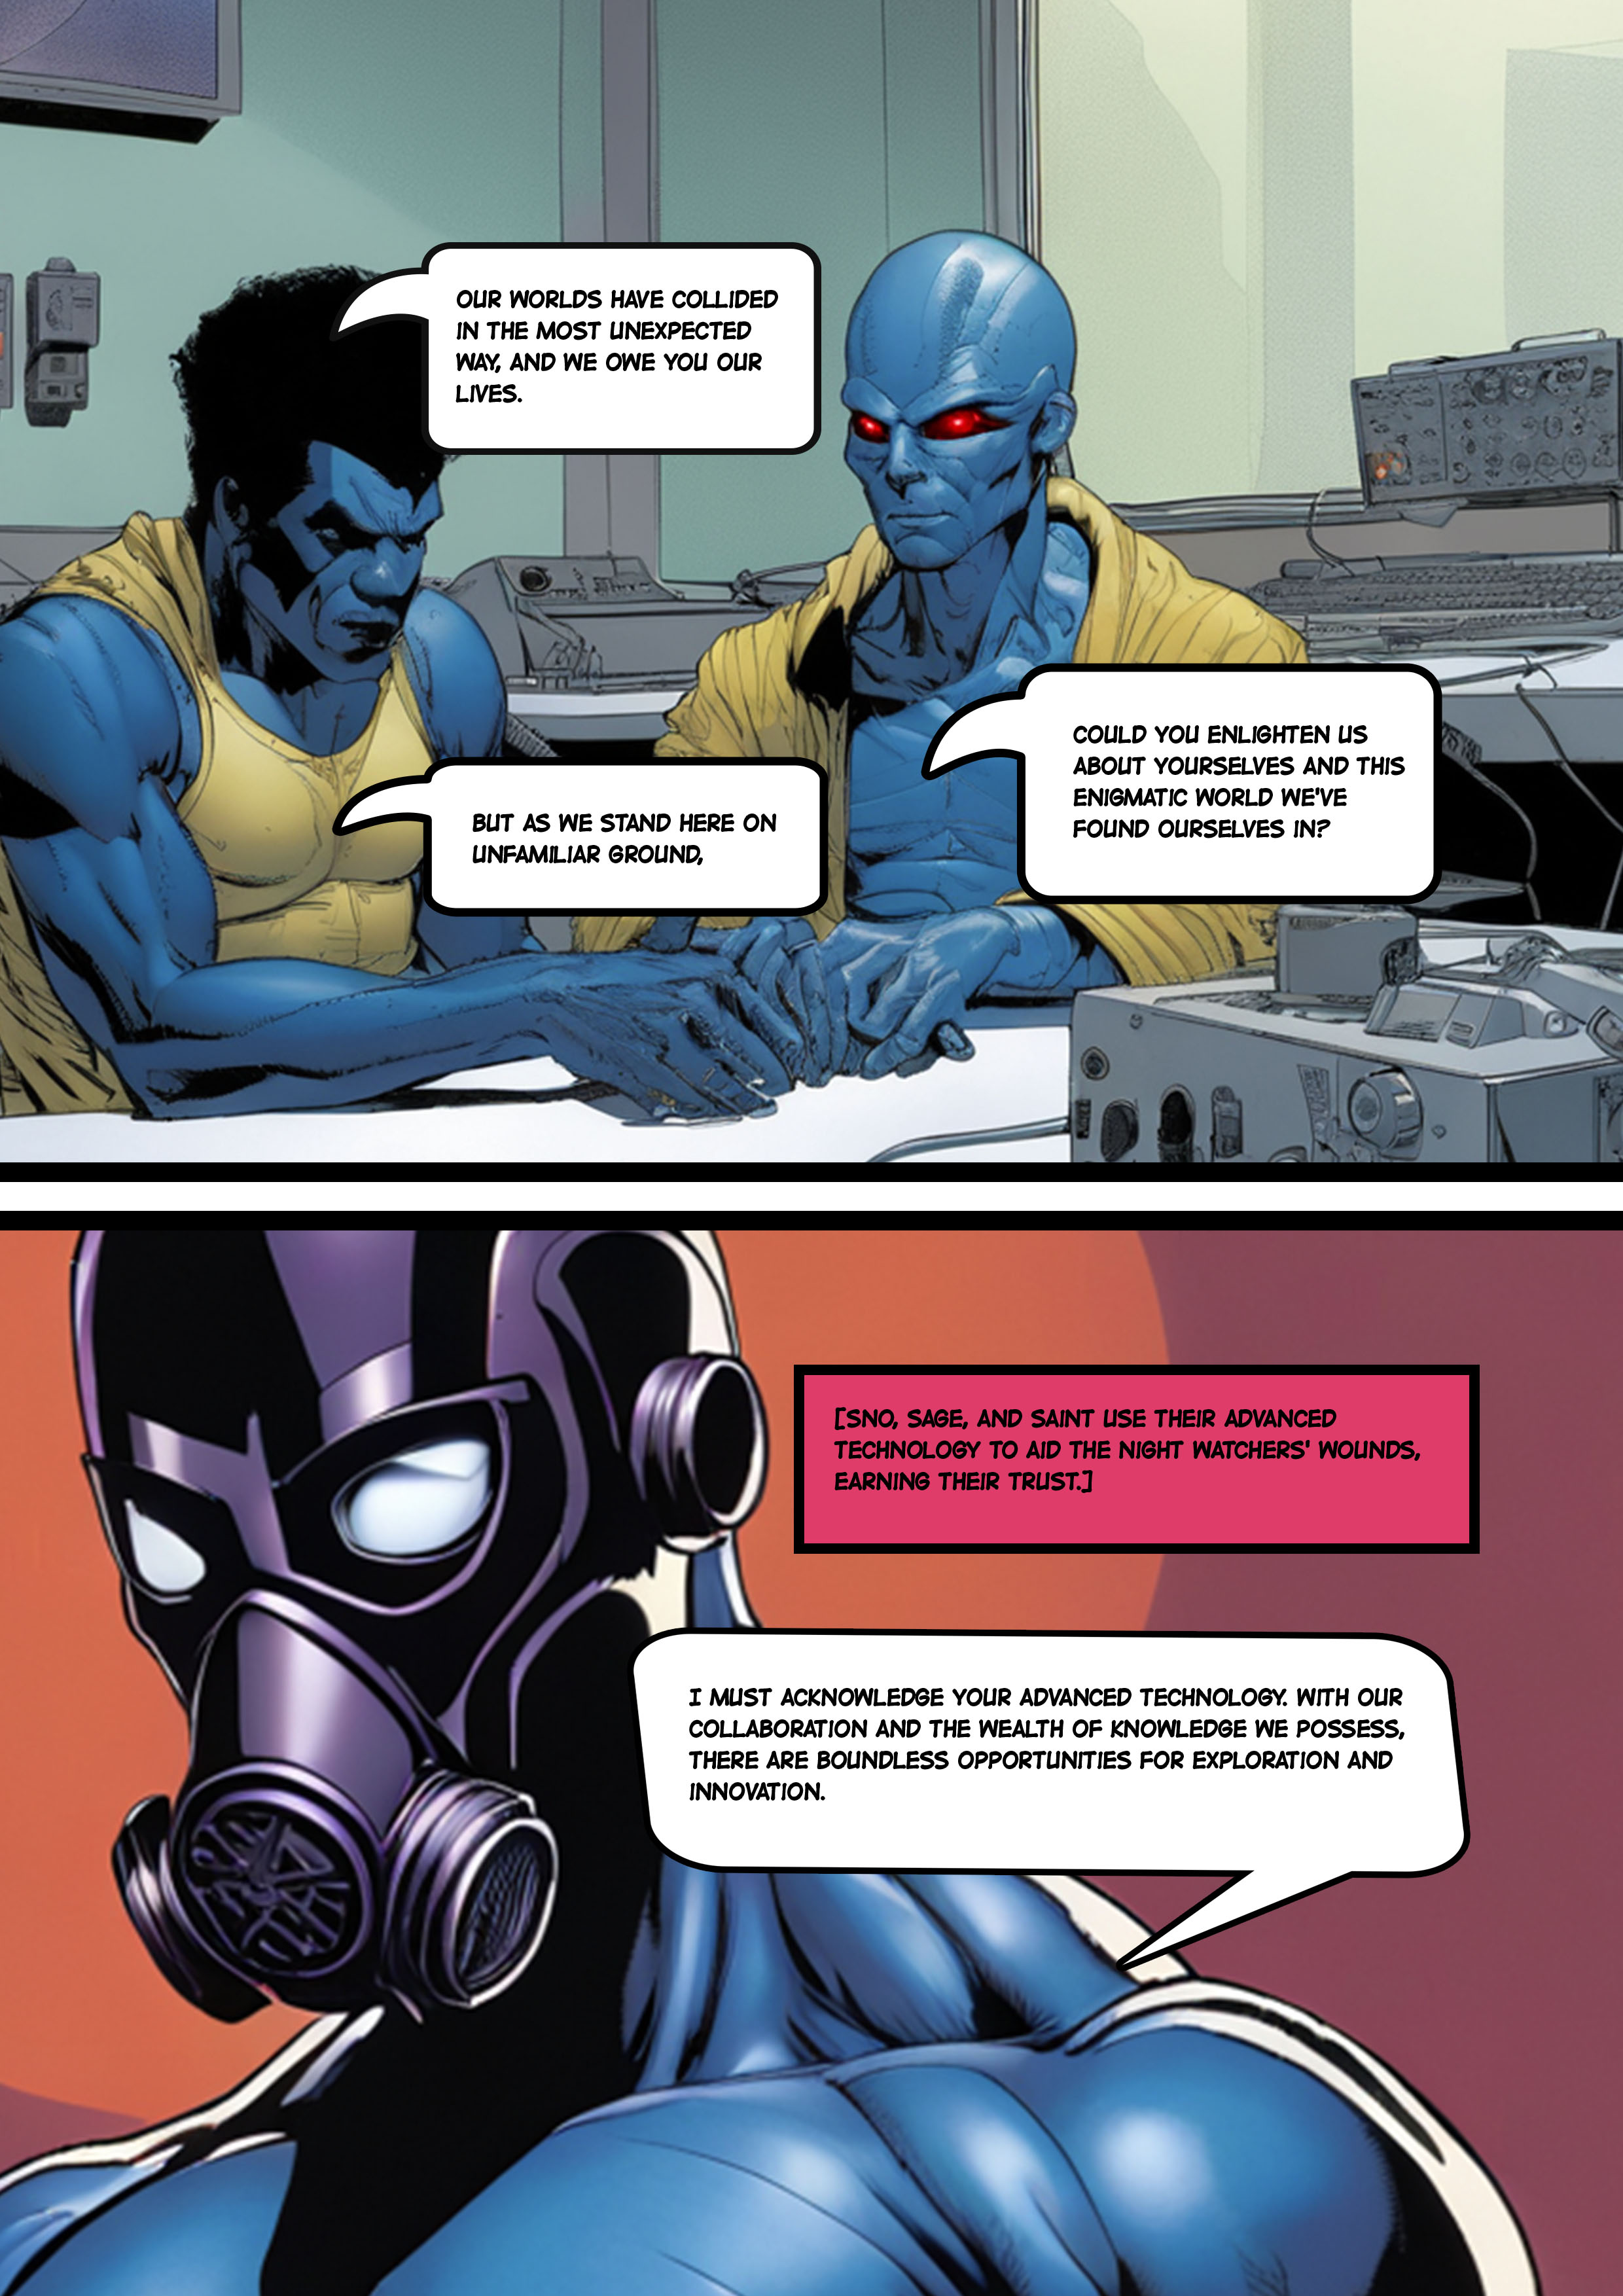 OUR WORLDS HAVE COLLIDED
IN THE MOST UNEXPECTED
WAY, AND WE OWE YOU OUR
LIVES.
BUT AS WE STAND HERE ON
UNFAMILIAR GROUND,
COULD YOU ENLIGHTEN US
ABOUT YOURSELVES AND THIS
ENIGMATIC WORLD WE'VE
FOUND OURSELVES IN?
[SNO, SAGE, AND SAINT USE THEIR ADVANCED
TECHNOLOGY TO AID THE NIGHT WATCHERS' WOUNDS,
EARNING THEIR TRUST.]
I MUST ACKNOWLEDGE YOUR ADVANCED TECHNOLOGY. WITH OUR
COLLABORATION AND THE WEALTH OF KNOWLEDGE WE POSSESS,
THERE ARE BOUNDLESS OPPORTUNITIES FOR EXPLORATION AND
INNOVATION.